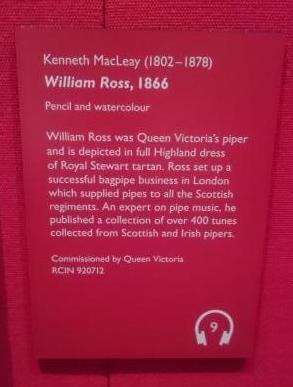 Kenneth MacLeay (1802–1878)
William Ross, 1866
Pencil and watercolour
William Ross was Queen Victoria's piper
and is depicted in full Highland dress
of Royal Stewart tartan. Ross set up a
successful bagpipe business in London
which supplied pipes to all the Scottish
regiments. An expert on pipe music, he
published a collection of over 400 tunes
collected from Scottish and Irish pipers.
Commissioned by Queen Victoria
RCIN 920712
9